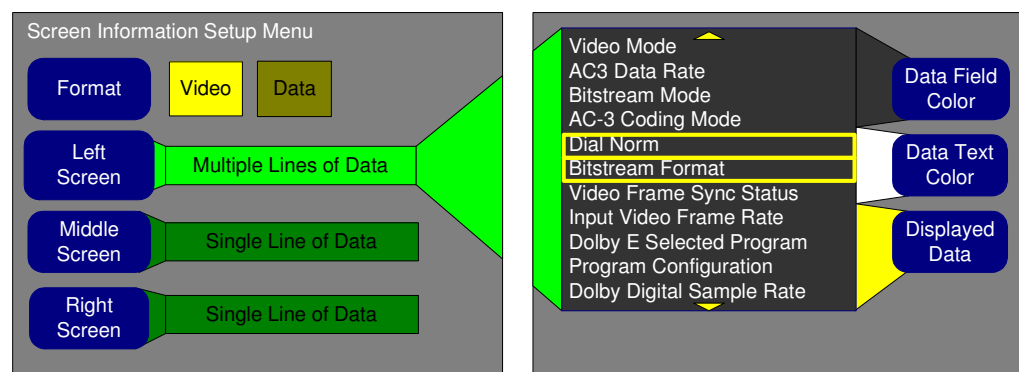 Screen Information Setup Menu
Format
Video
Data
Left
Screen
Multiple Lines of Data
Middle
Screen
Single Line of Data
Right
Screen
Single Line of Data
Video Mode
AC3 Data Rate
Bitstream Mode
AC-3 Coding Mode
Dial Norm
Bitstream Format
Video Frame Sync Status
Input Video Frame Rate
Dolby E Selected Program
Program Configuration
Dolby Digital Sample Rate
Data Field
Color
Data Text
Color
Displayed
Data